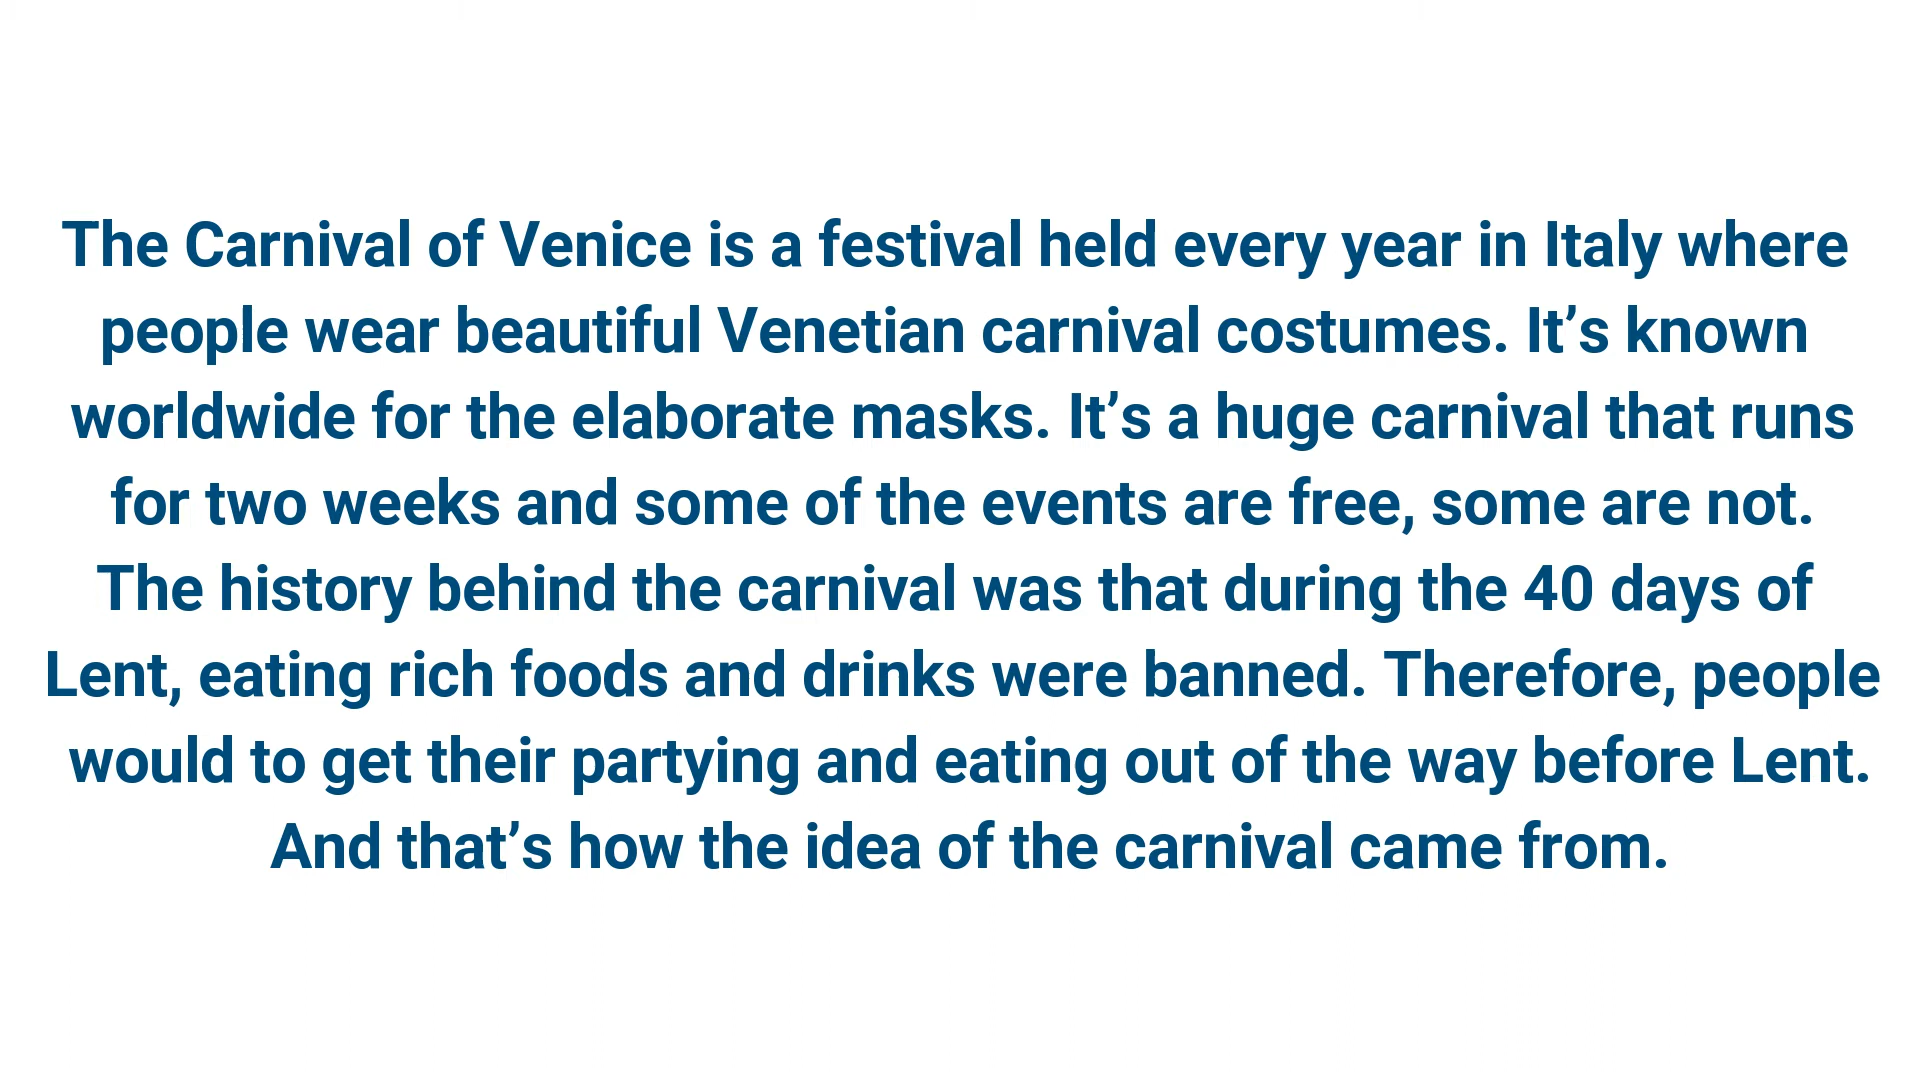 The Carnival of Venice is a festival held every year in Italy where
people wear beautiful Venetian carnival costumes. It’s known
worldwide for the elaborate masks. It’s a huge carnival that runs
for two weeks and some of the events are free, some are not.
The history behind the carnival was that during the 40 days of
Lent, eating rich foods and drinks were banned. Therefore, people
would to get their partying and eating out of the way before Lent.
And that’s how the idea of the carnival came from.